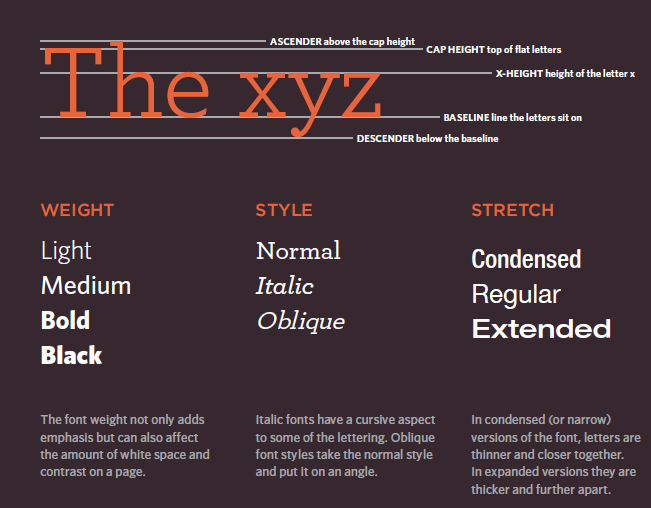 ASCENDER above the cap height
CAP HEIGHT top of flat letters
The xyz
X-HEIGHT height of the letter x
BASELINE line the letters sit on
DESCENDER below the baseline
WEIGHT
Light
Medium
Bold
Black
The font weight not only adds
emphasis but can also affect
the amount of white space and
contrast on a page.
STYLE
Normal
Italic
Oblique
Italic fonts have a cursive aspect
to some of the lettering. Oblique
font styles take the normal style
and put it on an angle.
STRETCH
Condensed
Regular
Extended
In condensed (or narrow)
versions of the font, letters are
thinner and closer together.
In expanded versions they are
thicker and further apart.